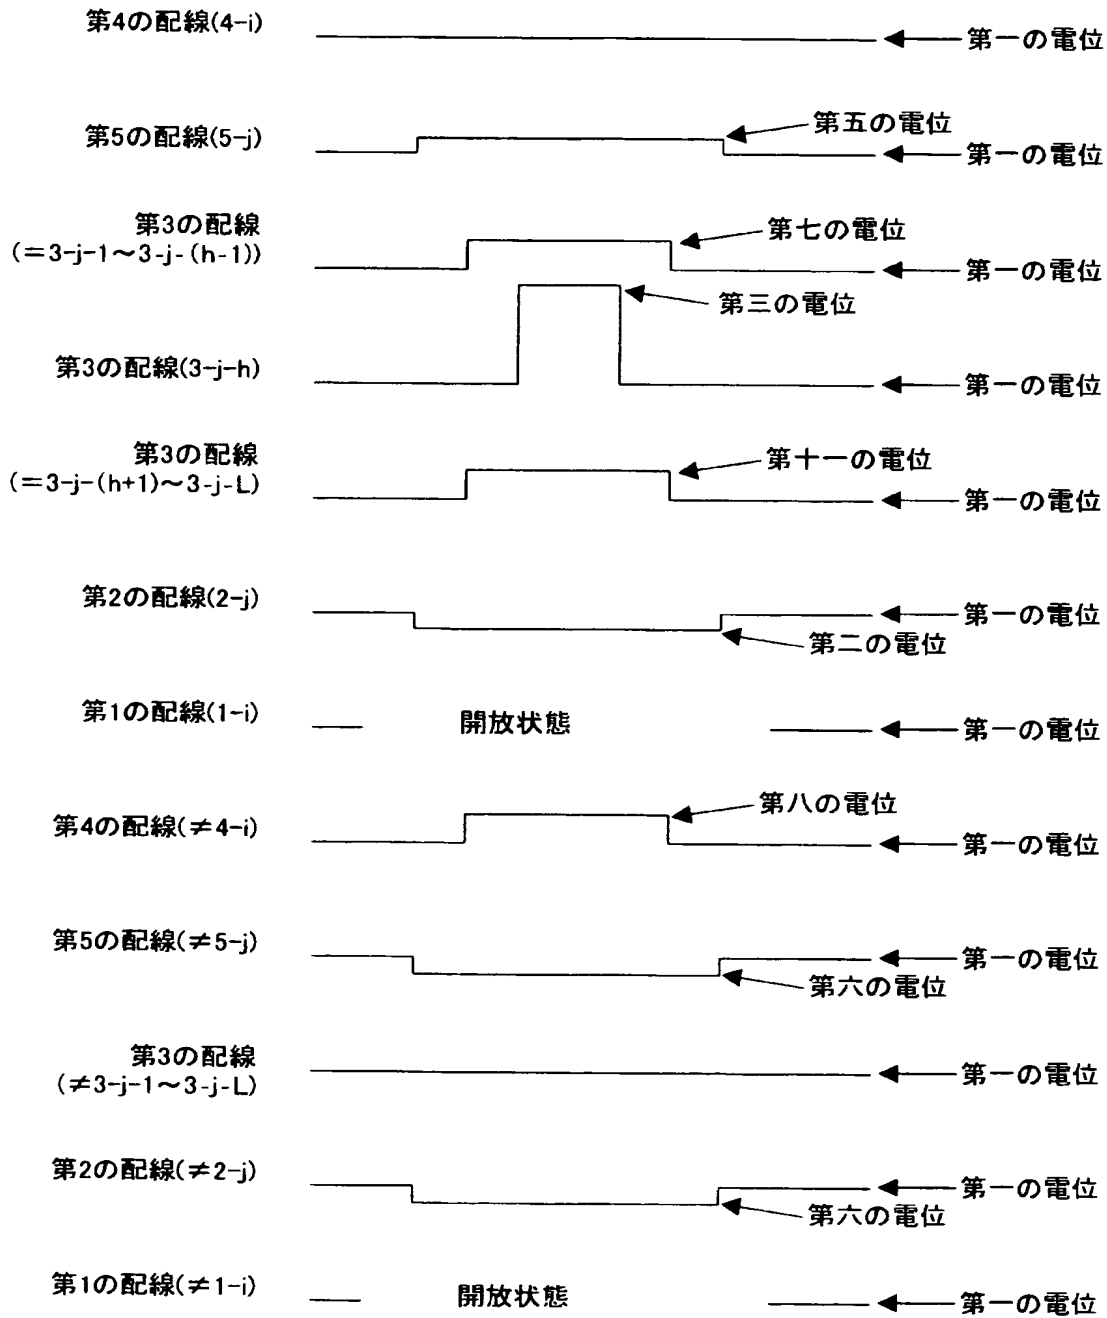 第4の配線(4-i)
第一の電位
第5の配線(5-j)
第五の電位
第一の電位
第3の配線
(=3-j-1~3-j-(h-1))
第七の電位
第一の電位
第三の電位
第3の配線(3-j-h)
第一の電位
第3の配線
(=3-j-(h+1)~3-j-L)
第十一の電位
第一の電位
第2の配線(2-j)
第一の電位
第二の電位
第1の配線(1-i)
開放状態
第一の電位
第4の配線(≠4-i)
第八の電位
第一の電位
第5の配線(≠5-j)
第一の電位
第六の電位
第3の配線
(≠3-j-1~3-j-L)
第一の電位
第2の配線(≠2-j)
第一の電位
第六の電位
第1の配線(≠1-i)
開放状態
第一の電位